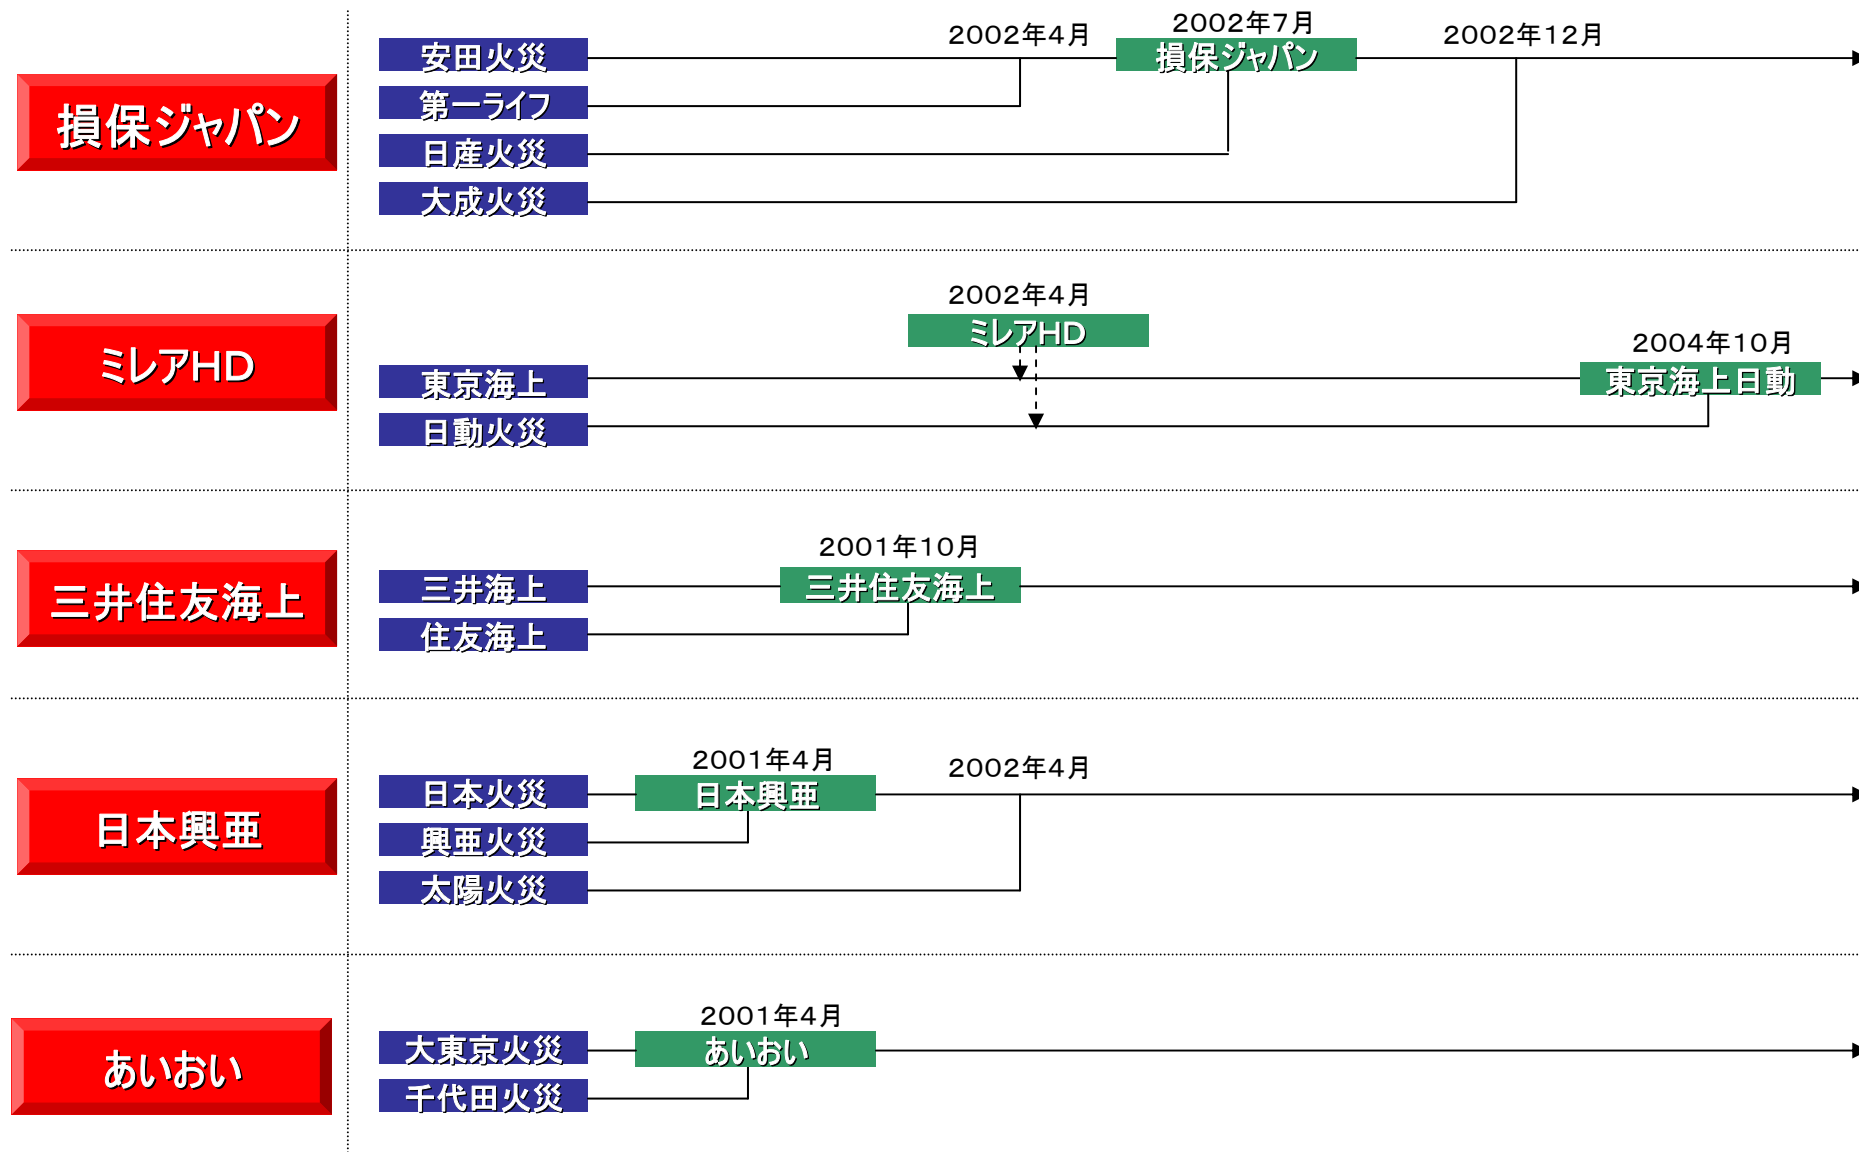 損保ジャパン
2002年4月
2002年7月
2002年12月
安田火災
損保ジャパン
第一ライフ
日産火災
大成火災
ミレアHD
2002年4月
ミレアHD
2004年10月
東京海上
東京海上日動
日動火災
三井住友海上
2001年10月
三井海上
三井住友海上
住友海上
日本興亜
2001年4月
2002年4月
日本火災
日本興亜
興亜火災
太陽火災
あいおい
2001年4月
大東京火災
あいおい
千代田火災